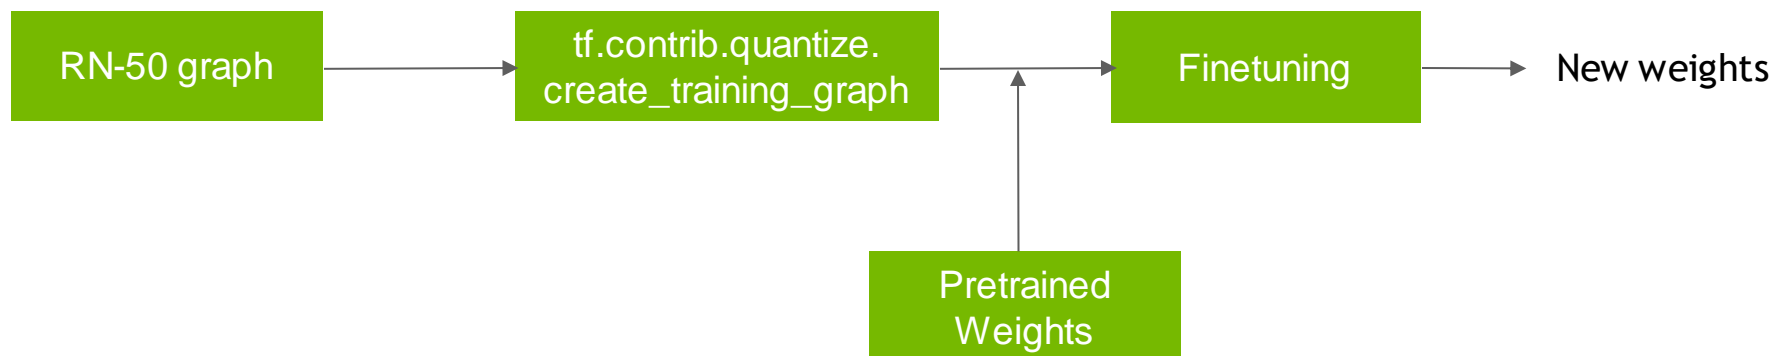 RN-50 graph
tf.contrib.quantize.
create_training_graph
Finetuning
New weights
Pretrained
Weights